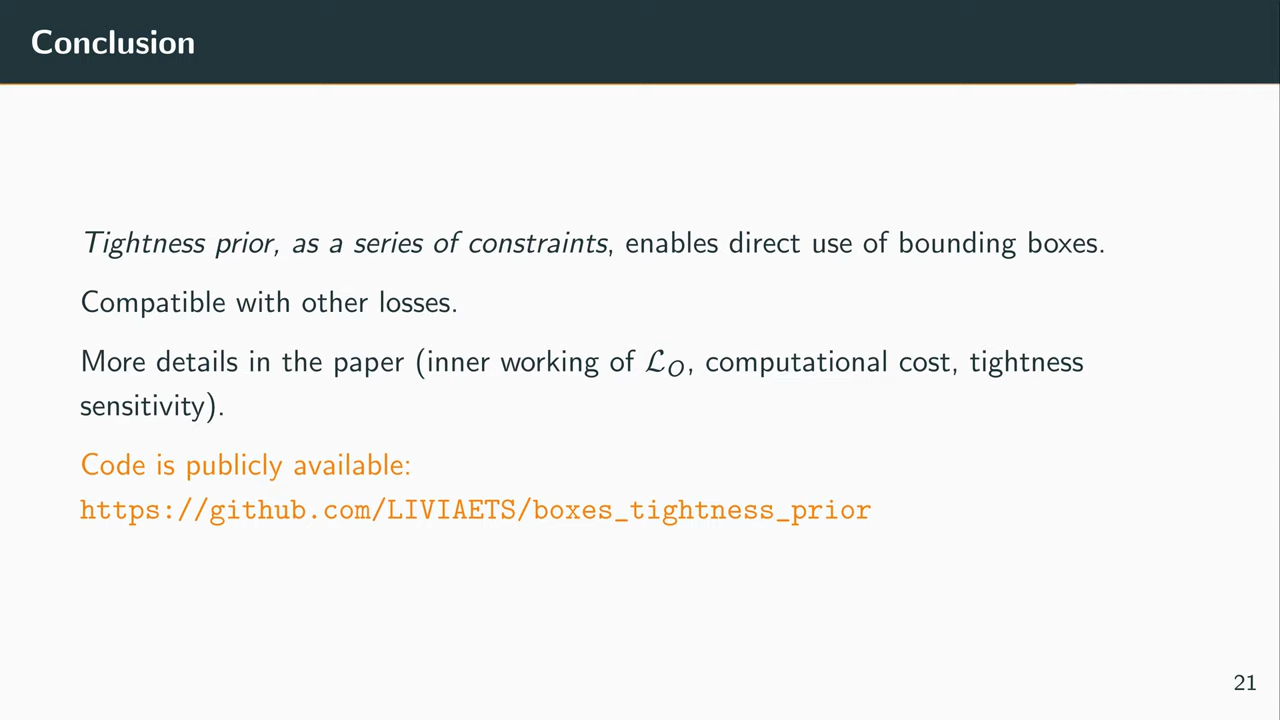 Conclusion
Tightness prior, as a series of constraints, enables direct use of bounding boxes.
Compatible with other losses.
More details in the paper (inner working of ℒ_O, computational cost, tightness
sensitivity).
Code is publicly available:
https://github.com/LIVIAETS/boxes_tightness_prior
21